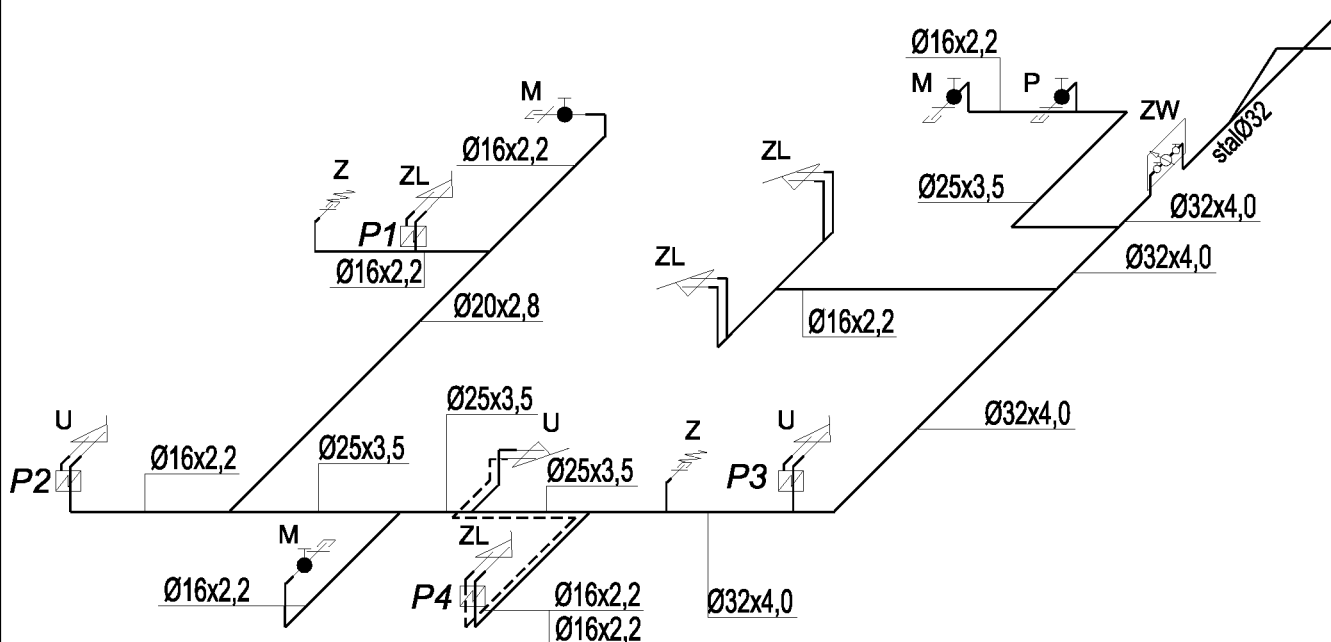 Ø16x2,2
M
P
ZW
stalØ32
M
Ø16x2,2
Z
ZL
ZL
Ø25x3,5
Ø32x4,0
P1
Ø16x2,2
ZL
Ø32x4,0
Ø20x2,8
Ø16x2,2
U
Ø25x3,5
U
Z
U
Ø32x4,0
P2
Ø16x2,2
Ø25x3,5
Ø25x3,5
P3
M
ZL
Ø16x2,2
P4
Ø16x2,2
Ø16x2,2
Ø32x4,0